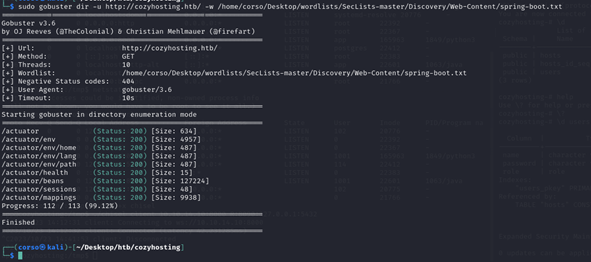 └─$ sudo gobuster dir -u http://cozyhosting.htb/ -w /home/corso/Desktop/wordlists/SecLists-master/Discovery/Web-Content/spring-boot.txt
Gobuster v3.6
by OJ Reeves (@TheColonial) & Christian Mehlmauer (@firefart)
[+] Url: http://cozyhosting.htb/
[+] Method: GET
[+] Threads: 10
[+] Wordlist: /home/corso/Desktop/wordlists/SecLists-master/Discovery/Web-Content/spring-boot.txt
[+] Negative Status codes: 404
[+] User Agent: gobuster/3.6
[+] Timeout: 10s
Starting gobuster in directory enumeration mode
/actuator (Status: 200) [Size: 634]
/actuator/env (Status: 200) [Size: 4957]
/actuator/env/home (Status: 200) [Size: 487]
/actuator/env/lang (Status: 200) [Size: 487]
/actuator/env/path (Status: 200) [Size: 487]
/actuator/health (Status: 200) [Size: 15]
/actuator/beans (Status: 200) [Size: 127224]
/actuator/sessions (Status: 200) [Size: 48]
/actuator/mappings (Status: 200) [Size: 9938]
Progress: 112 / 113 (99.12%)
Finished
┌──(corso㉿kali)-[~/Desktop/htb/cozyhosting]
└─$